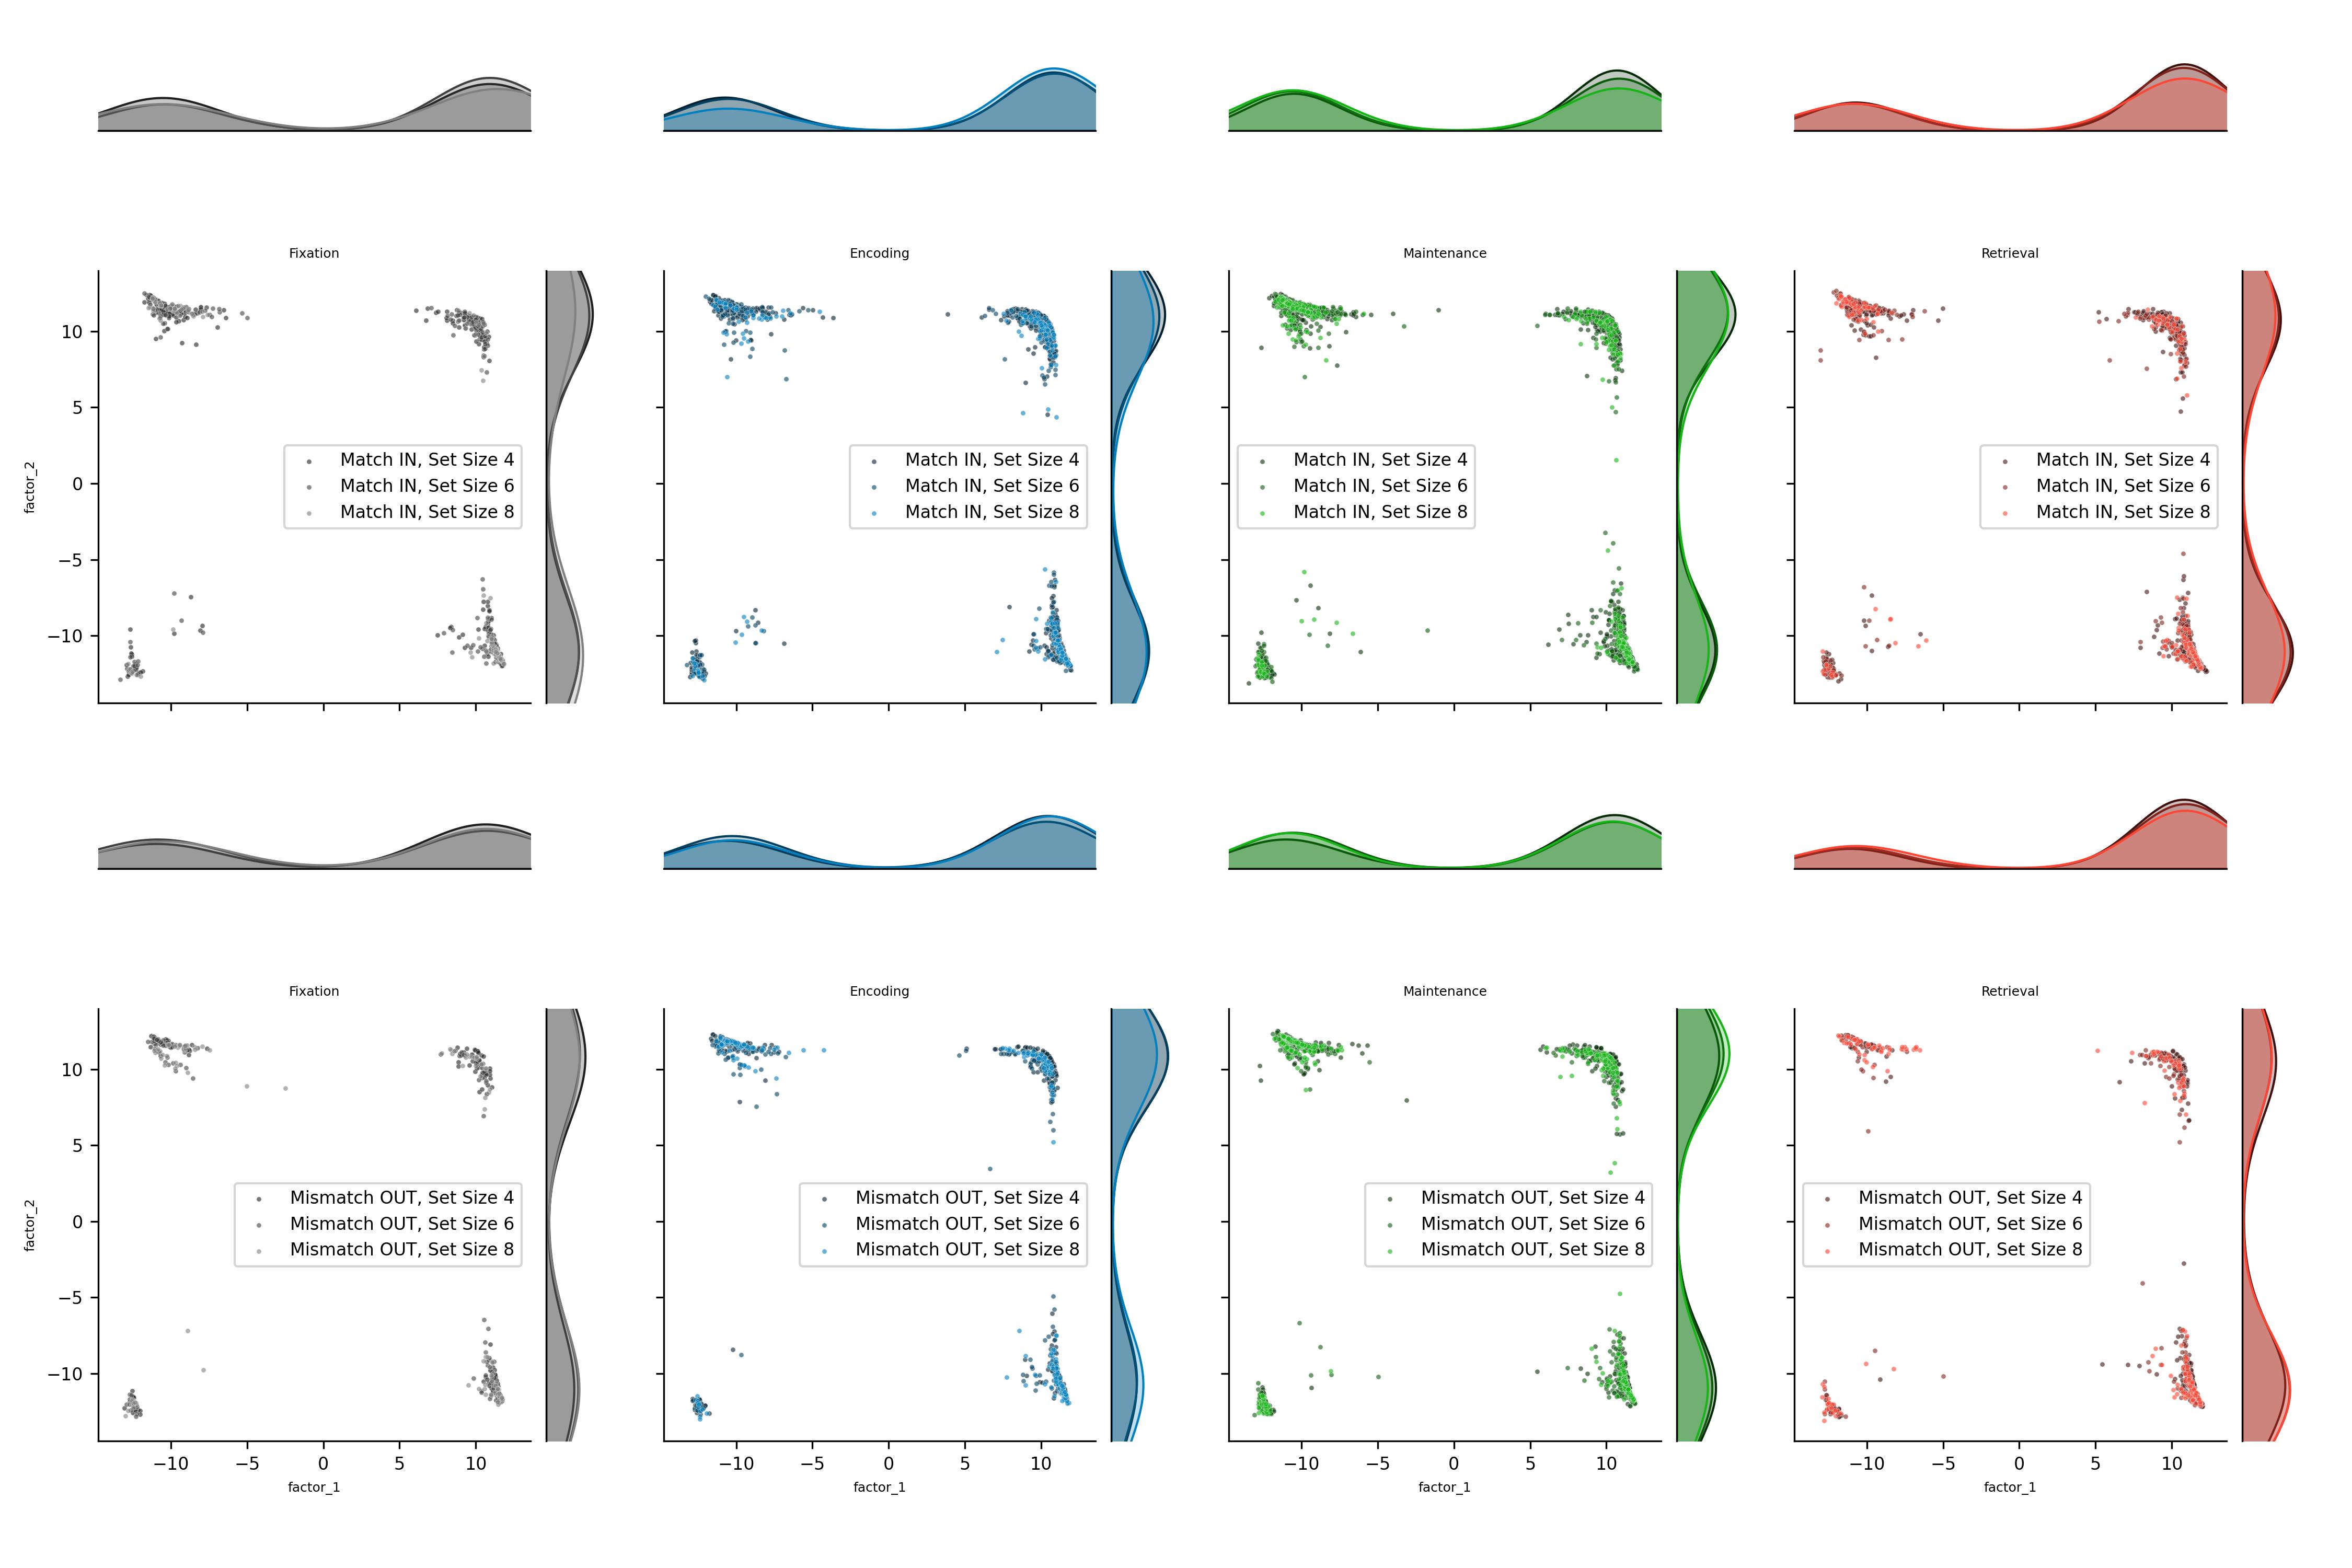 Fixation
Encoding
Maintenance
Retrieval
factor_2
10
5
0
−5
−10
Match IN, Set Size 4
Match IN, Set Size 6
Match IN, Set Size 8
Match IN, Set Size 4
Match IN, Set Size 6
Match IN, Set Size 8
Match IN, Set Size 4
Match IN, Set Size 6
Match IN, Set Size 8
Match IN, Set Size 4
Match IN, Set Size 6
Match IN, Set Size 8
Fixation
Encoding
Maintenance
Retrieval
factor_2
10
5
0
−5
−10
Mismatch OUT, Set Size 4
Mismatch OUT, Set Size 6
Mismatch OUT, Set Size 8
Mismatch OUT, Set Size 4
Mismatch OUT, Set Size 6
Mismatch OUT, Set Size 8
Mismatch OUT, Set Size 4
Mismatch OUT, Set Size 6
Mismatch OUT, Set Size 8
Mismatch OUT, Set Size 4
Mismatch OUT, Set Size 6
Mismatch OUT, Set Size 8
−10 −5 0 5 10
factor_1
−10 −5 0 5 10
factor_1
−10 −5 0 5 10
factor_1
−10 −5 0 5 10
factor_1